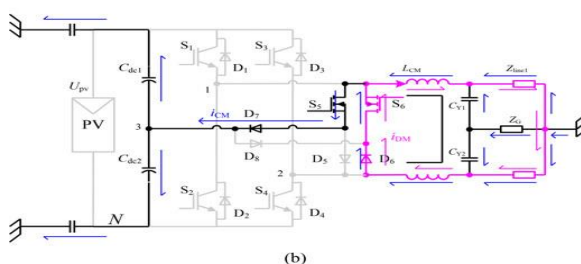 S1
S3
D1
D3
Cdc1
Upv
PV
1
3
iCM
D7
D8
S5
S6
iDM
D5
D6
LCM
Zline1
CY1
ZG
CY2
Cdc2
2
S2
S4
D2
D4
N
(b)